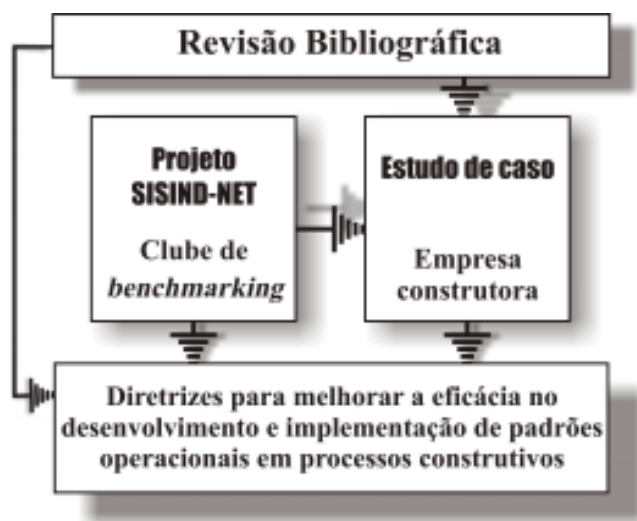 Revisão Bibliográfica
Projeto
SISIND-NET
Clube de
benchmarking
Estudo de caso
Empresa
construtora
Diretrizes para melhorar a eficácia no
desenvolvimento e implementação de padrões
operacionais em processos construtivos